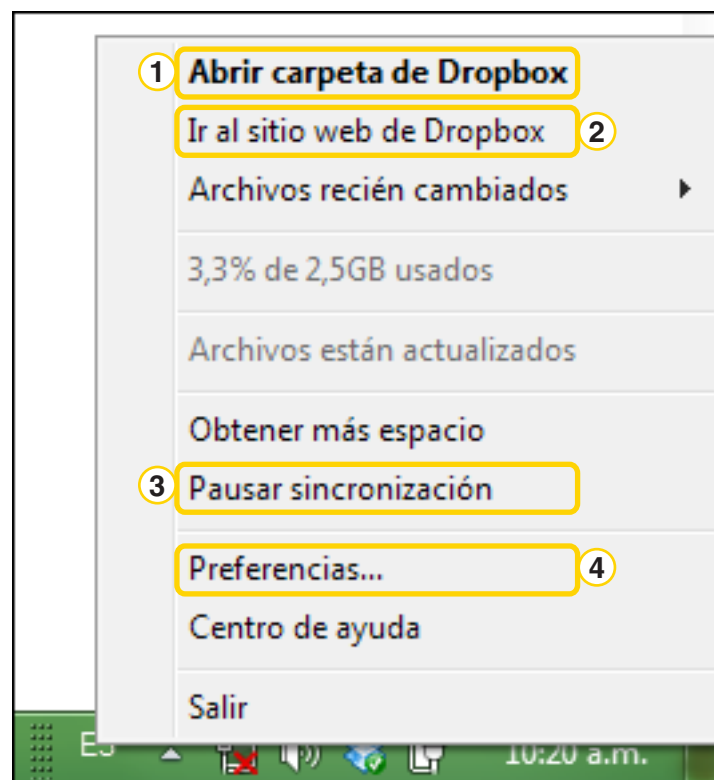 1 Abrir carpeta de Dropbox
Ir al sitio web de Dropbox 2
Archivos recién cambiados
3,3% de 2,5GB usados
Archivos están actualizados
Obtener más espacio
3 Pausar sincronización
Preferencias... 4
Centro de ayuda
Salir
10:20 a.m.